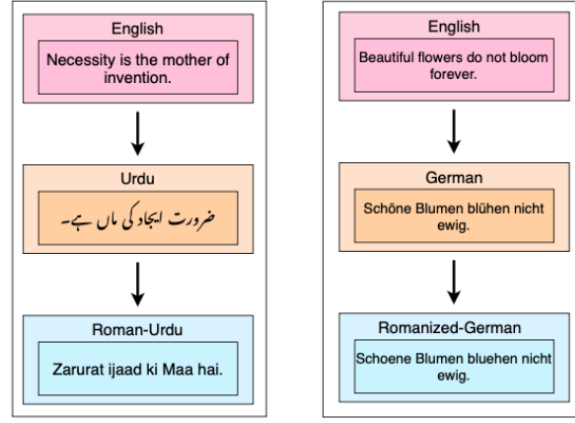 English
Necessity is the mother of
invention.
Urdu
ضرورت ایجاد کی ماں ہے۔
Roman-Urdu
Zarurat ijaad ki Maa hai.
English
Beautiful flowers do not bloom
forever.
German
Schöne Blumen blühen nicht
ewig.
Romanized-German
Schoene Blumen bluehen nicht
ewig.